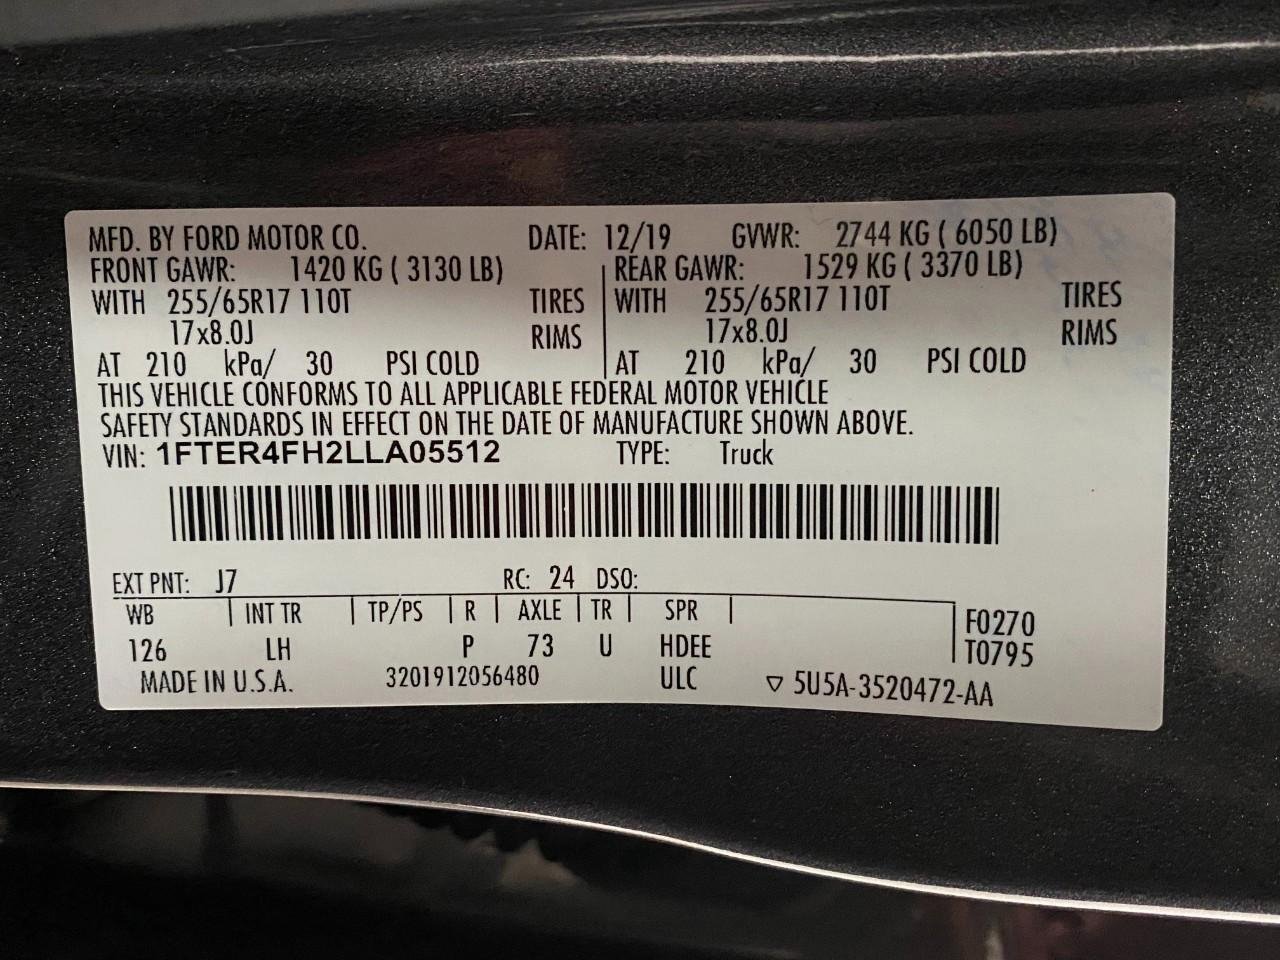 MFD. BY FORD MOTOR CO. DATE: 12/19 GVWR: 2744 KG ( 6050 LB)
FRONT GAWR: 1420 KG ( 3130 LB) REAR GAWR: 1529 KG ( 3370 LB)
WITH 255/65R17 110T TIRES WITH 255/65R17 110T TIRES
17x8.0J RIMS 17x8.0J RIMS
AT 210 kPa/ 30 PSI COLD AT 210 kPa/ 30 PSI COLD
THIS VEHICLE CONFORMS TO ALL APPLICABLE FEDERAL MOTOR VEHICLE
SAFETY STANDARDS IN EFFECT ON THE DATE OF MANUFACTURE SHOWN ABOVE.
VIN: 1FTER4FH2LLA05512 TYPE: Truck
EXT PNT: J7 RC: 24 DSO:
WB INT TR TP/PS R AXLE TR SPR F0270
126 LH P 73 U HDEE T0795
MADE IN U.S.A. 3201912056480 ULC ▽ 5U5A-3520472-AA